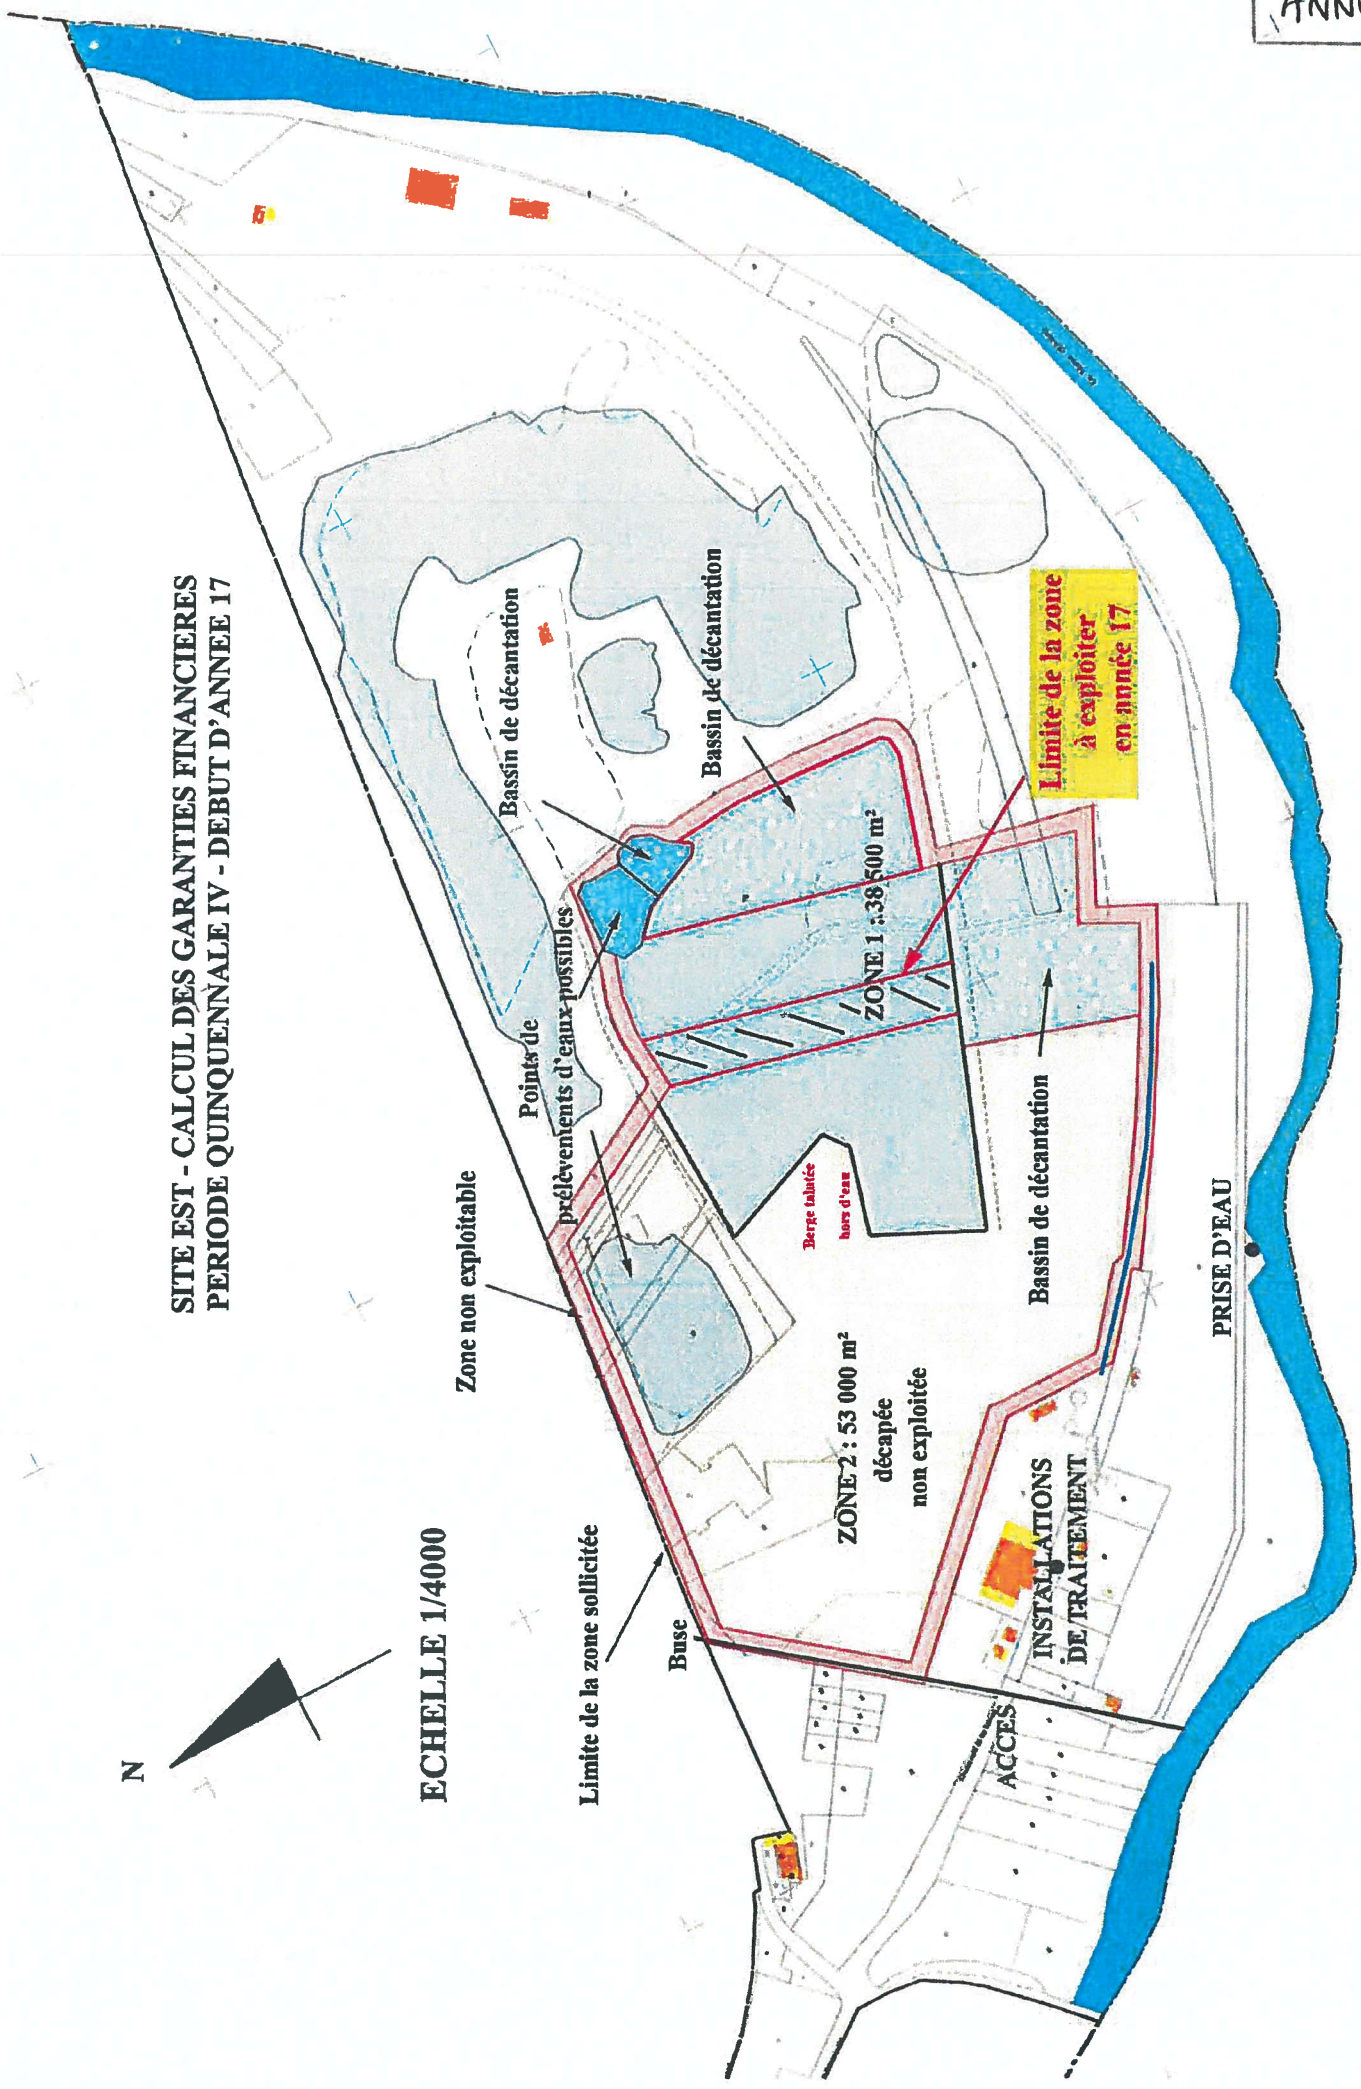 ANN
SITE EST - CALCUL DES GARANTIES FINANCIERES
PERIODE QUINQUENNALE IV - DEBUT D'ANNEE 17
N
ECHELLE 1/4000
Limite de la zone sollicitée
Buse
Zone non exploitable
Points de
prélèvements d'eaux possibles
Bassin de décantation
Bassin de décantation
ZONE 1 : 38 500 m²
Limite de la zone
à exploiter
en année 17
Berge talutée
hors d'eau
Bassin de décantation
ZONE 2 : 53 000 m²
décapée
non exploitée
INSTALLATIONS
DE TRAITEMENT
ACCES
PRISE D'EAU